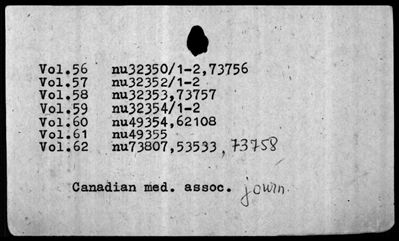 Vol.56 nu32350/1-2,73756
Vol.57 nu32352/1-2
Vol.58 nu32353,73757
Vol.59 nu32354/1-2
Vol.60 nu49354,62108
Vol.61 nu49355
Vol.62 nu73807,53533,73758
Canadian med. assoc. journ.